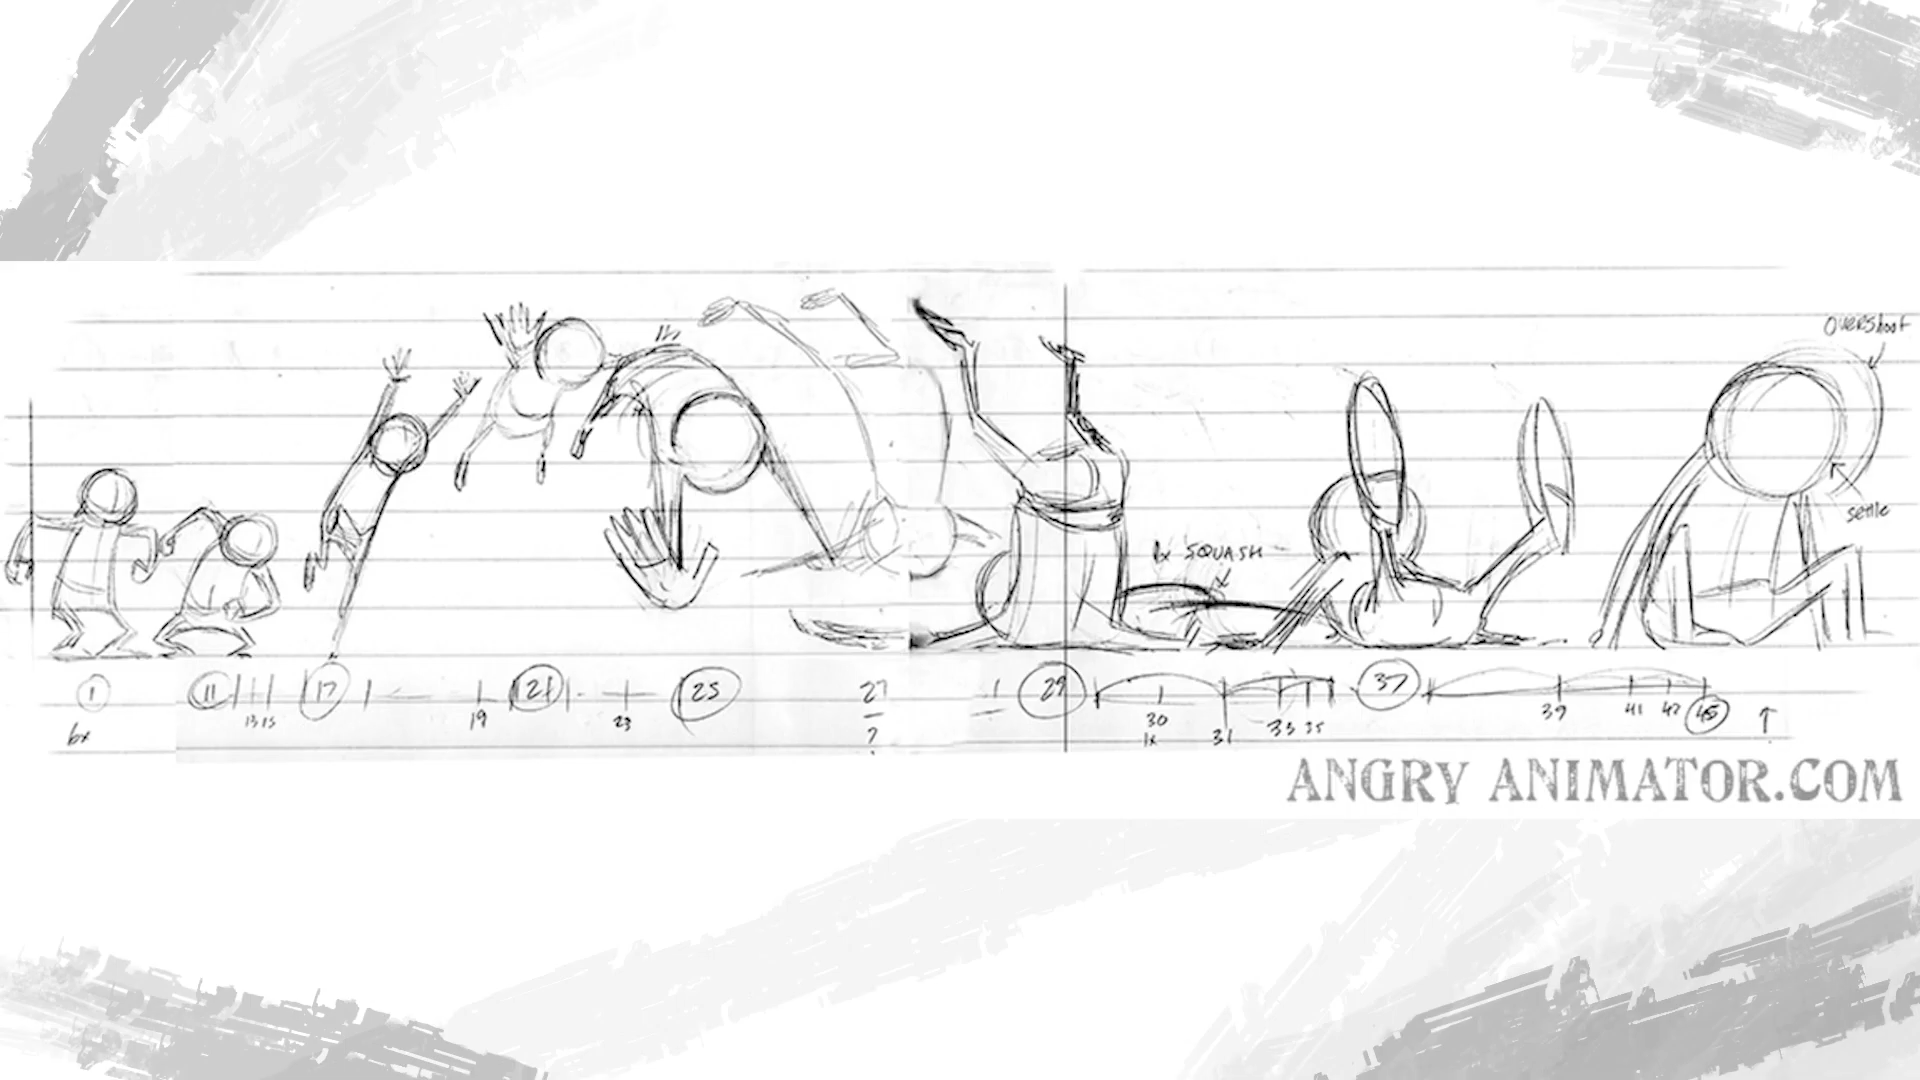 OVERSHOOT
settle
1x SQUASH
1 11 17 21 25 27 29 37
13 15 19 23 ? 30 31 33 35 39 41 43 45
6x 1x
ANGRY ANIMATOR.COM